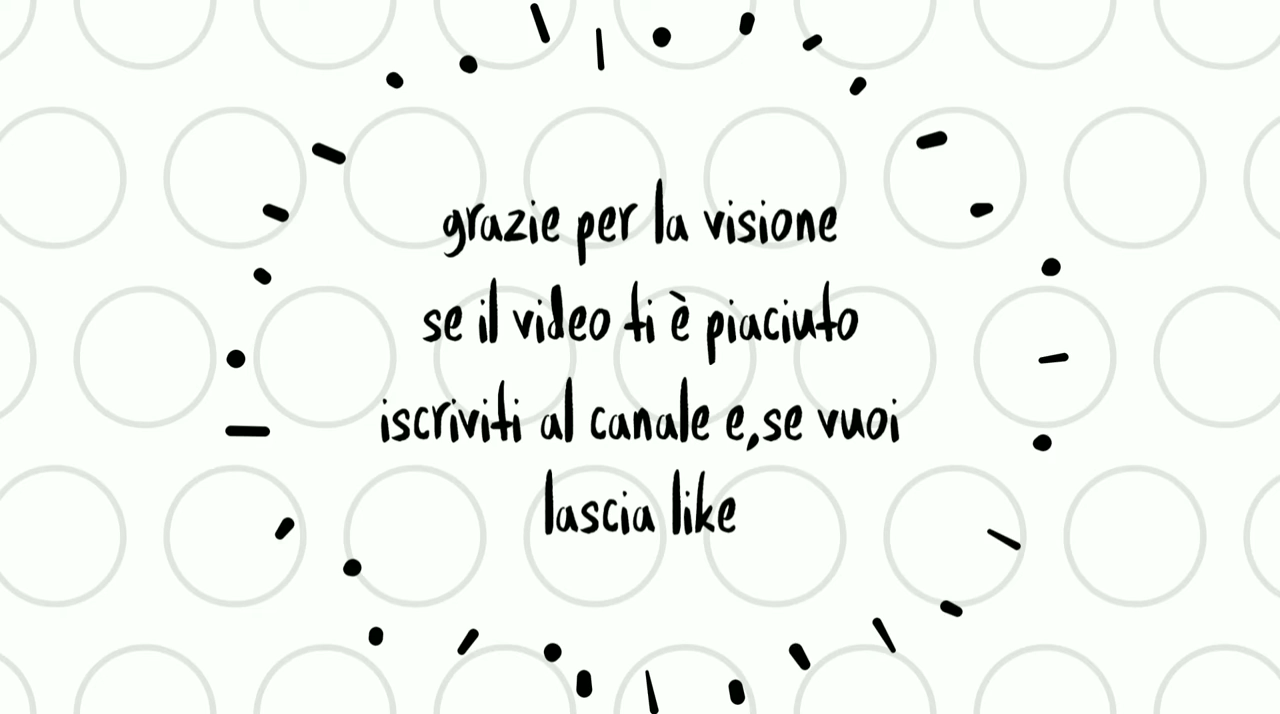 grazie per la visione
se il video ti è piaciuto
iscriviti al canale e,se vuoi
lascia like